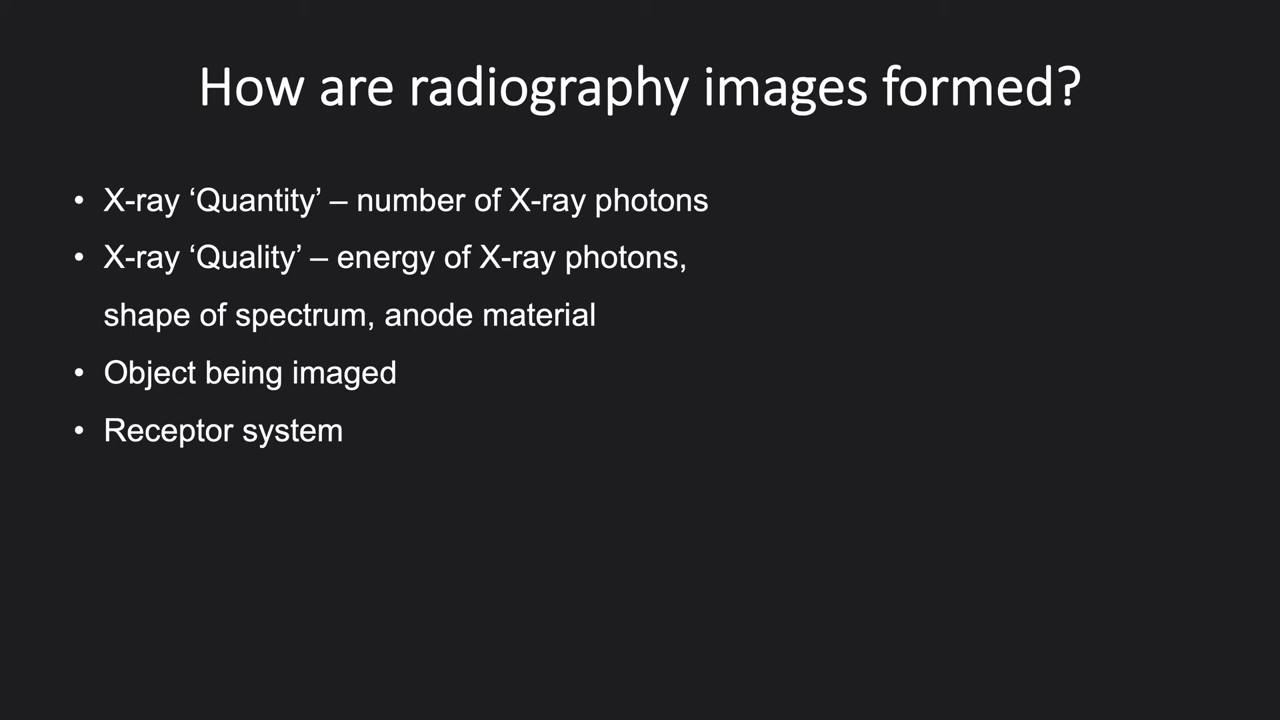 How are radiography images formed?
• X-ray ‘Quantity’ – number of X-ray photons
• X-ray ‘Quality’ – energy of X-ray photons,
shape of spectrum, anode material
• Object being imaged
• Receptor system